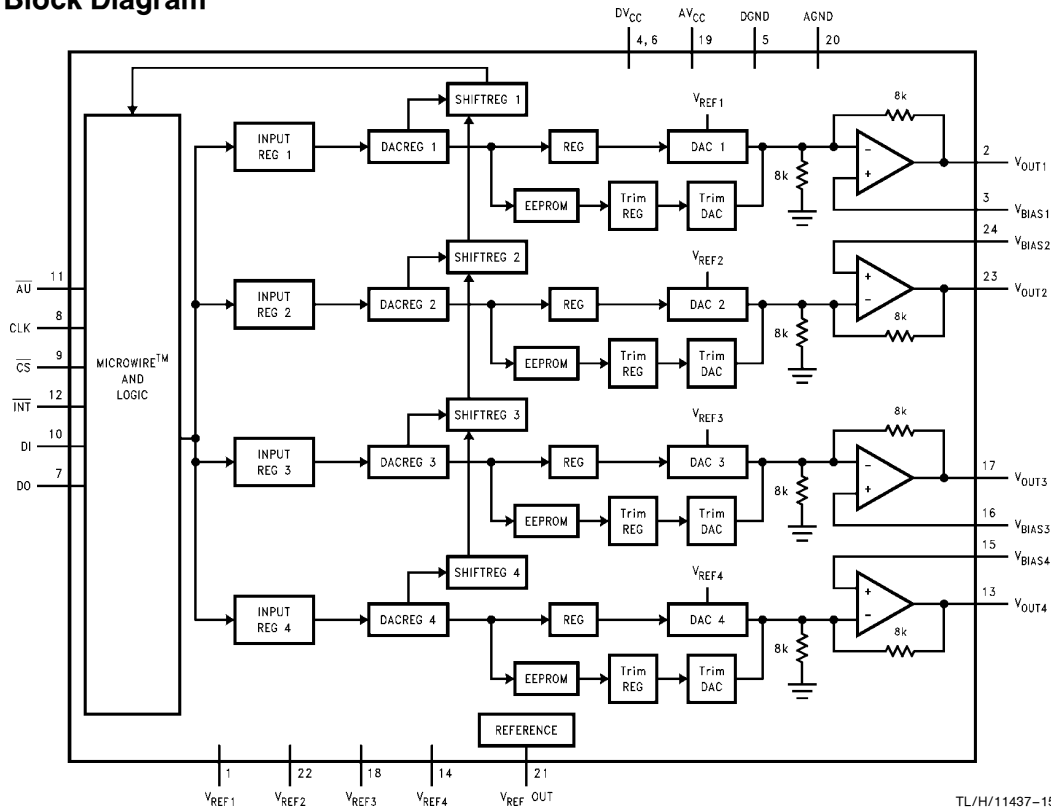 Block Diagram
DVCC AVCC DGND AGND
4, 6 19 5 20
SHIFTREG 1
VREF1
8k
INPUT REG 1
DACREG 1
REG
DAC 1
8k
2
VOUT1
EEPROM
Trim REG
Trim DAC
3
VBIAS1
24
VBIAS2
SHIFTREG 2
VREF2
11
AU
INPUT REG 2
DACREG 2
REG
DAC 2
8k
8k
23
VOUT2
8
CLK
EEPROM
Trim REG
Trim DAC
9
CS
MICROWIRE™
AND
LOGIC
12
INT
SHIFTREG 3
VREF3
8k
10
DI
INPUT REG 3
DACREG 3
REG
DAC 3
8k
17
VOUT3
7
DO
EEPROM
Trim REG
Trim DAC
16
VBIAS3
15
VBIAS4
SHIFTREG 4
VREF4
INPUT REG 4
DACREG 4
REG
DAC 4
8k
8k
13
VOUT4
EEPROM
Trim REG
Trim DAC
REFERENCE
1 22 18 14 21
VREF1 VREF2 VREF3 VREF4 VREF OUT
TL/H/11437–15